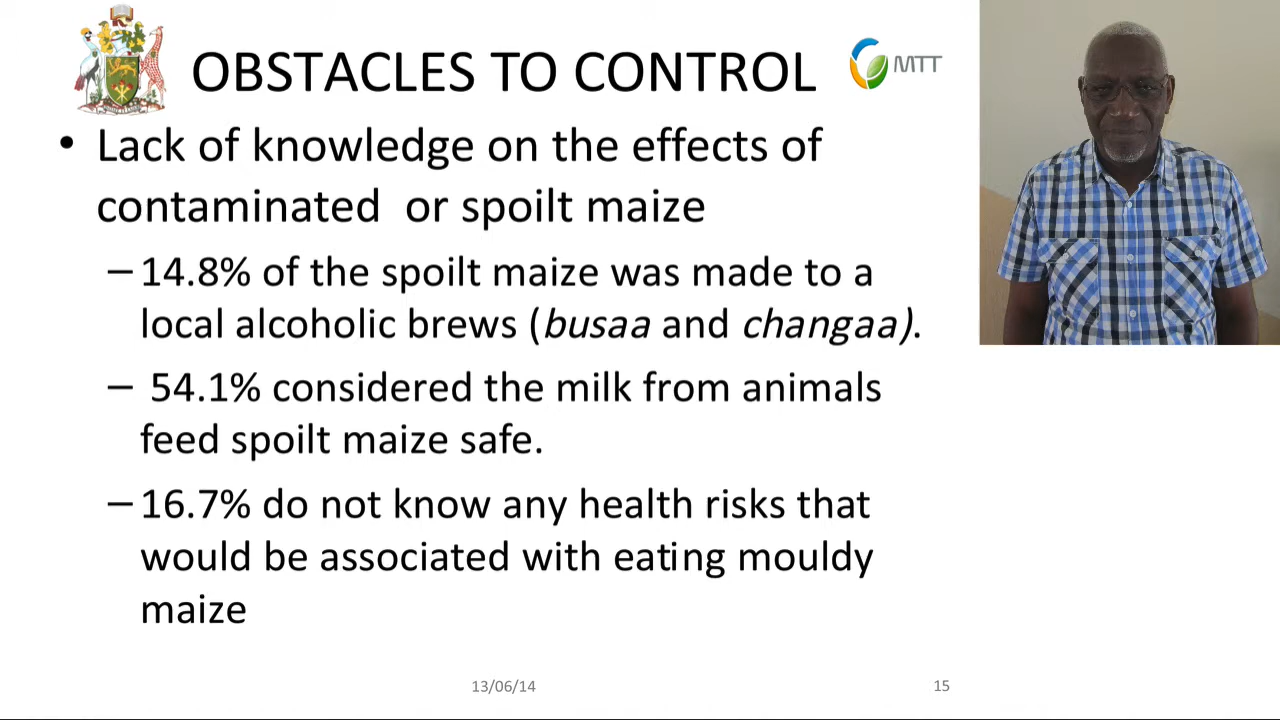 OBSTACLES TO CONTROL
MTT
• Lack of knowledge on the effects of
contaminated or spoilt maize
– 14.8% of the spoilt maize was made to a
local alcoholic brews (busaa and changaa).
– 54.1% considered the milk from animals
feed spoilt maize safe.
– 16.7% do not know any health risks that
would be associated with eating mouldy
maize
13/06/14
15